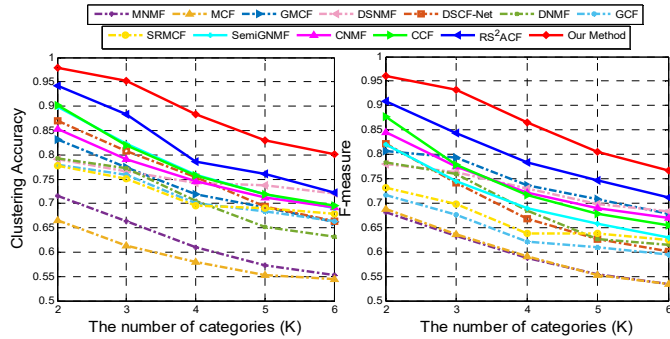 MNMF MCF GMCF DSNMF DSCF-Net DNMF GCF
SRMCF SemiGNMF CNMF CCF RS²ACF Our Method
1
0.95
0.9
0.85
0.8
0.75
0.7
0.65
0.6
0.55
0.5
Clustering Accuracy
2 3 4 5 6
The number of categories (K)
1
0.95
0.9
0.85
0.8
0.75
0.7
0.65
0.6
0.55
0.5
F-measure
2 3 4 5 6
The number of categories (K)